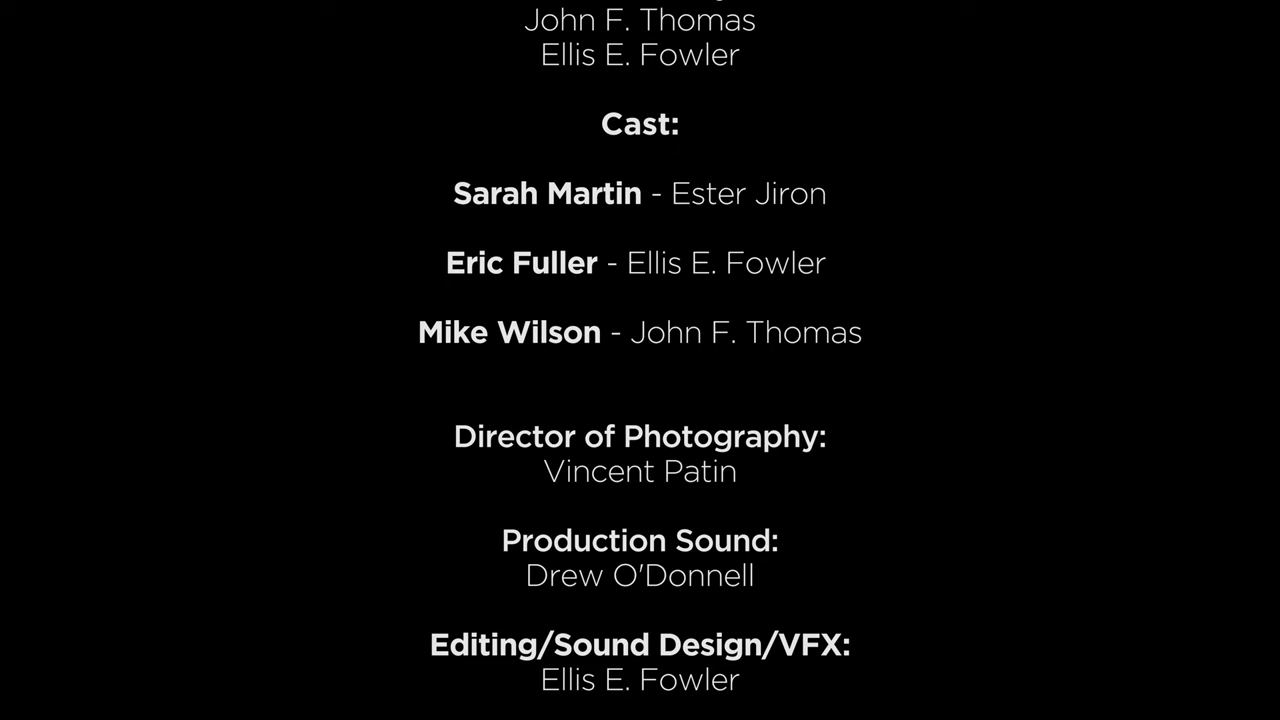 John F. Thomas
Ellis E. Fowler
Cast:
Sarah Martin - Ester Jiron
Eric Fuller - Ellis E. Fowler
Mike Wilson - John F. Thomas
Director of Photography:
Vincent Patin
Production Sound:
Drew O'Donnell
Editing/Sound Design/VFX:
Ellis E. Fowler